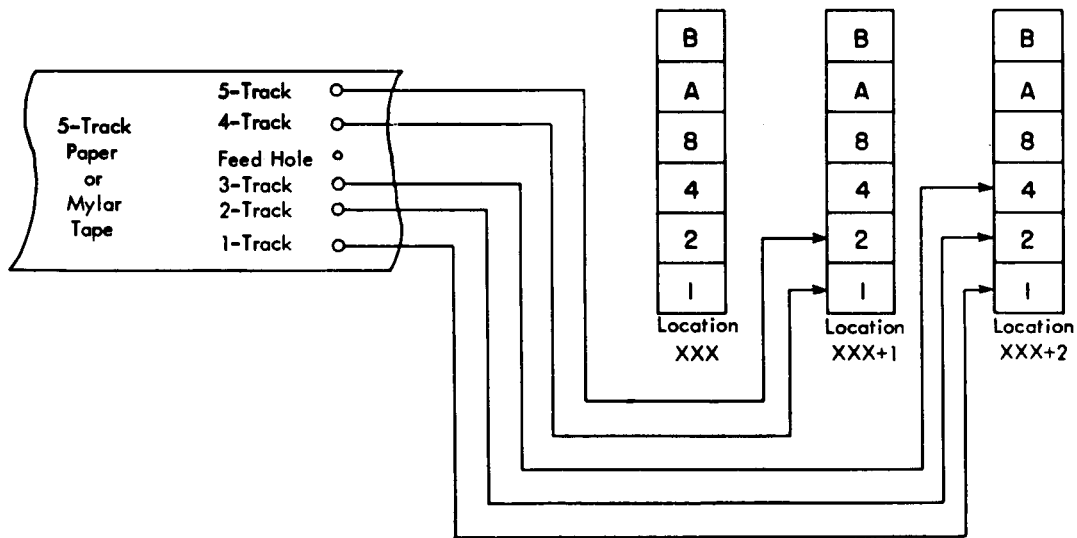 5-Track
Paper
or
Mylar
Tape
5-Track
4-Track
Feed Hole
3-Track
2-Track
1-Track
B
A
8
4
2
1
Location
XXX
B
A
8
4
2
1
Location
XXX+1
B
A
8
4
2
1
Location
XXX+2